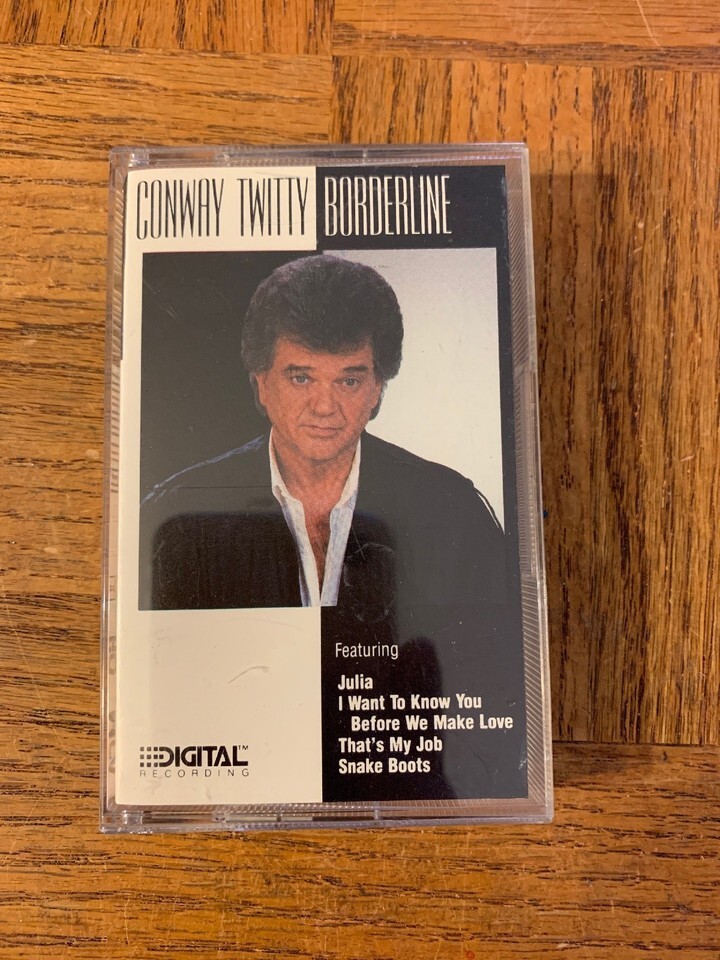 CONWAY TWITTY BORDERLINE
Featuring
Julia
I Want To Know You
Before We Make Love
That's My Job
Snake Boots
DIGITAL™
RECORDING